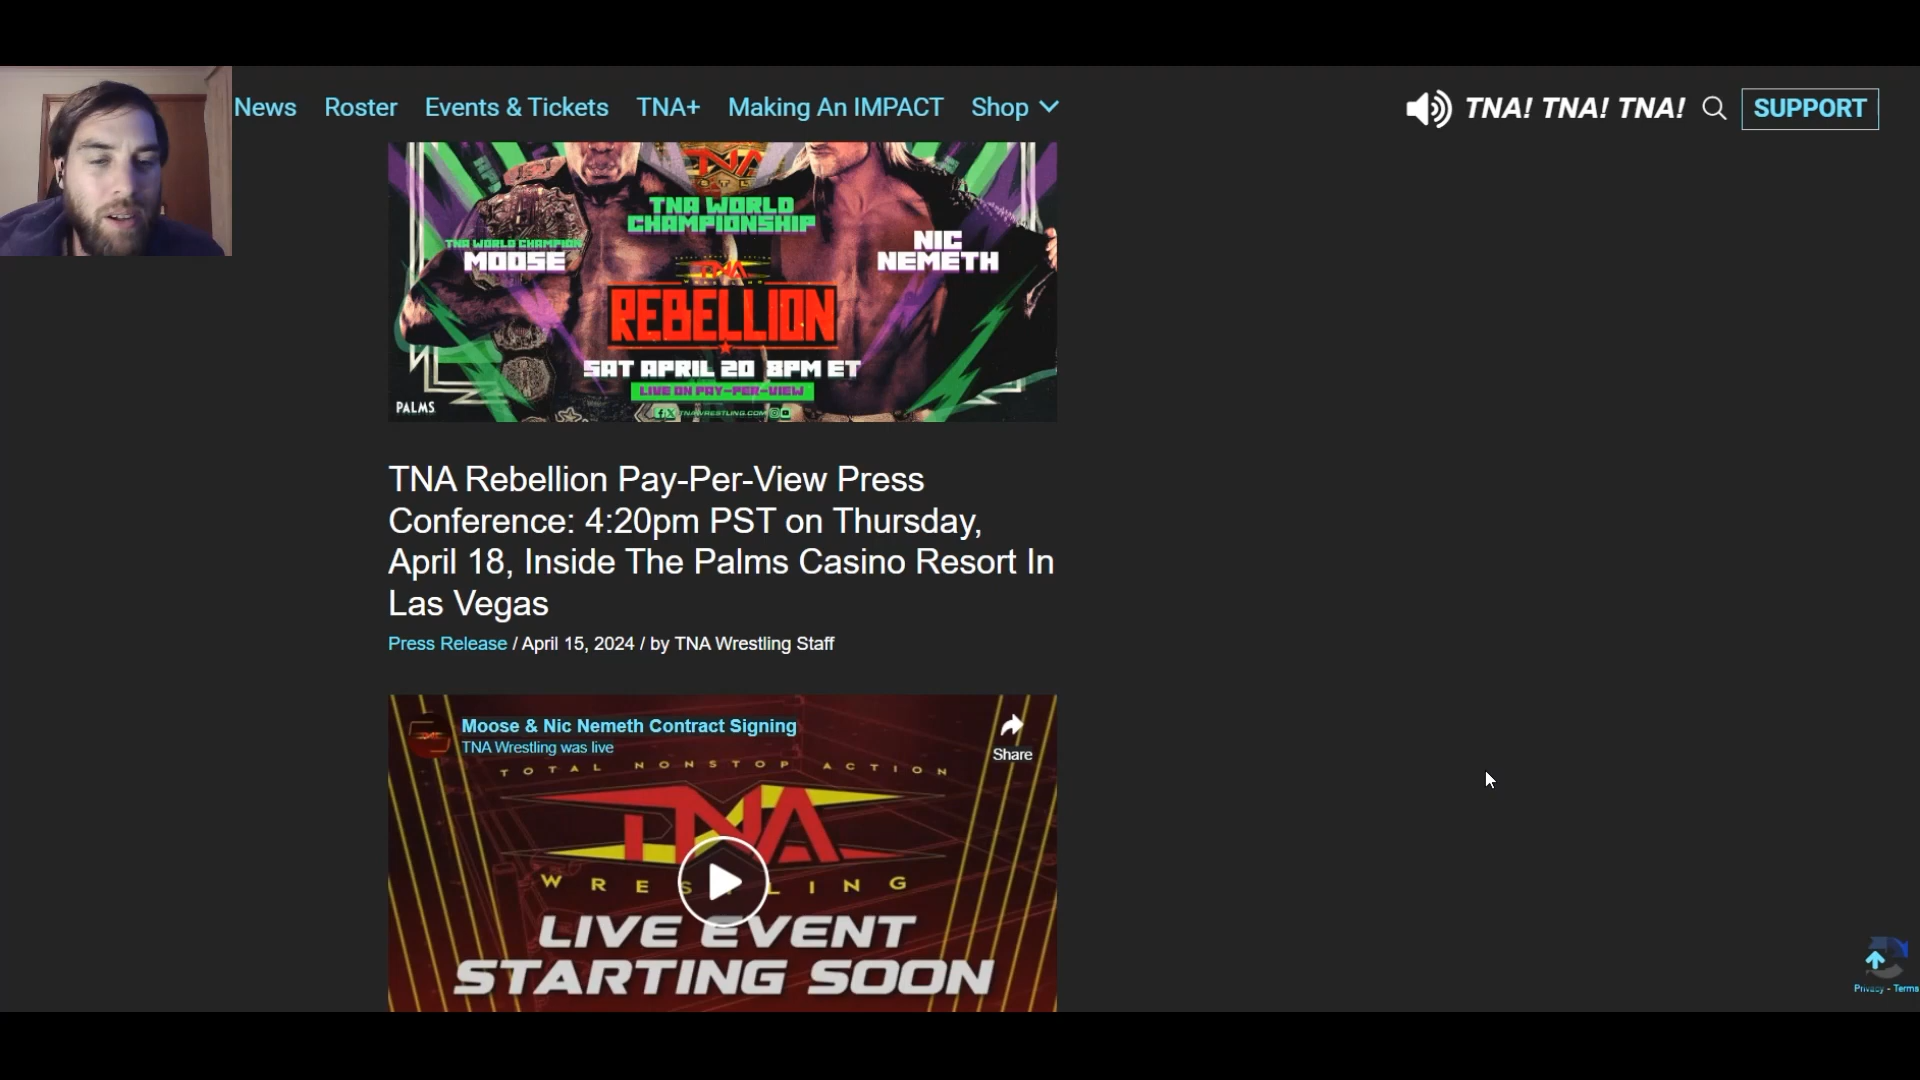 News Roster Events & Tickets TNA+ Making An IMPACT Shop
TNA! TNA! TNA!
SUPPORT
TNA WORLD
CHAMPIONSHIP
TNA WORLD CHAMPION
MOOSE
NIC
NEMETH
TNA
REBELLION
SAT APRIL 20 8PM ET
LIVE ON PAY-PER-VIEW
TNAWRESTLING.COM
PALMS
TNA Rebellion Pay-Per-View Press
Conference: 4:20pm PST on Thursday,
April 18, Inside The Palms Casino Resort In
Las Vegas
Press Release / April 15, 2024 / by TNA Wrestling Staff
Moose & Nic Nemeth Contract Signing
TNA Wrestling was live
Share
TOTAL NONSTOP ACTION
TNA
WRESTLING
LIVE EVENT
STARTING SOON
Privacy - Terms